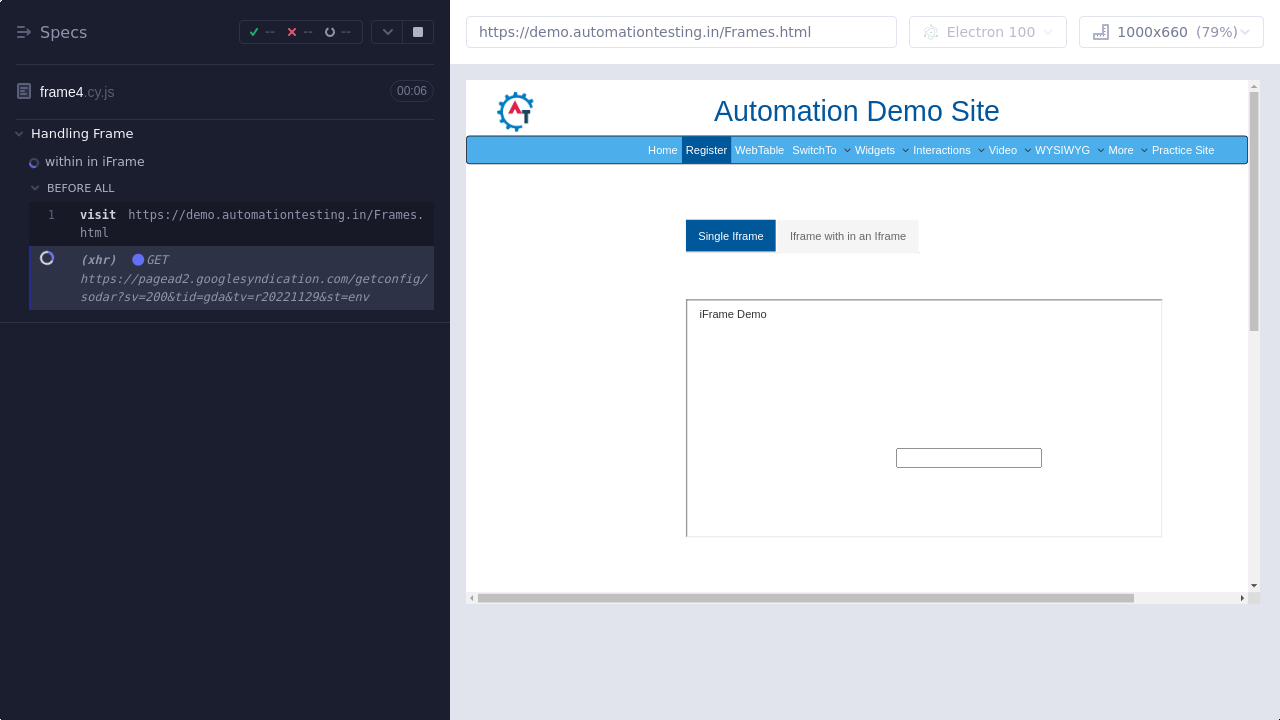 Specs
--
--
--
https://demo.automationtesting.in/Frames.html
Electron 100
1000x660 (79%)
frame4.cy.js
00:06
Handling Frame
within in iFrame
BEFORE ALL
1 visit https://demo.automationtesting.in/Frames.
html
(xhr) GET
https://pagead2.googlesyndication.com/getconfig/
sodar?sv=200&tid=gda&tv=r20221129&st=env
AT
Automation Demo Site
Home Register WebTable SwitchTo Widgets Interactions Video WYSIWYG More Practice Site
Single Iframe
Iframe with in an Iframe
iFrame Demo